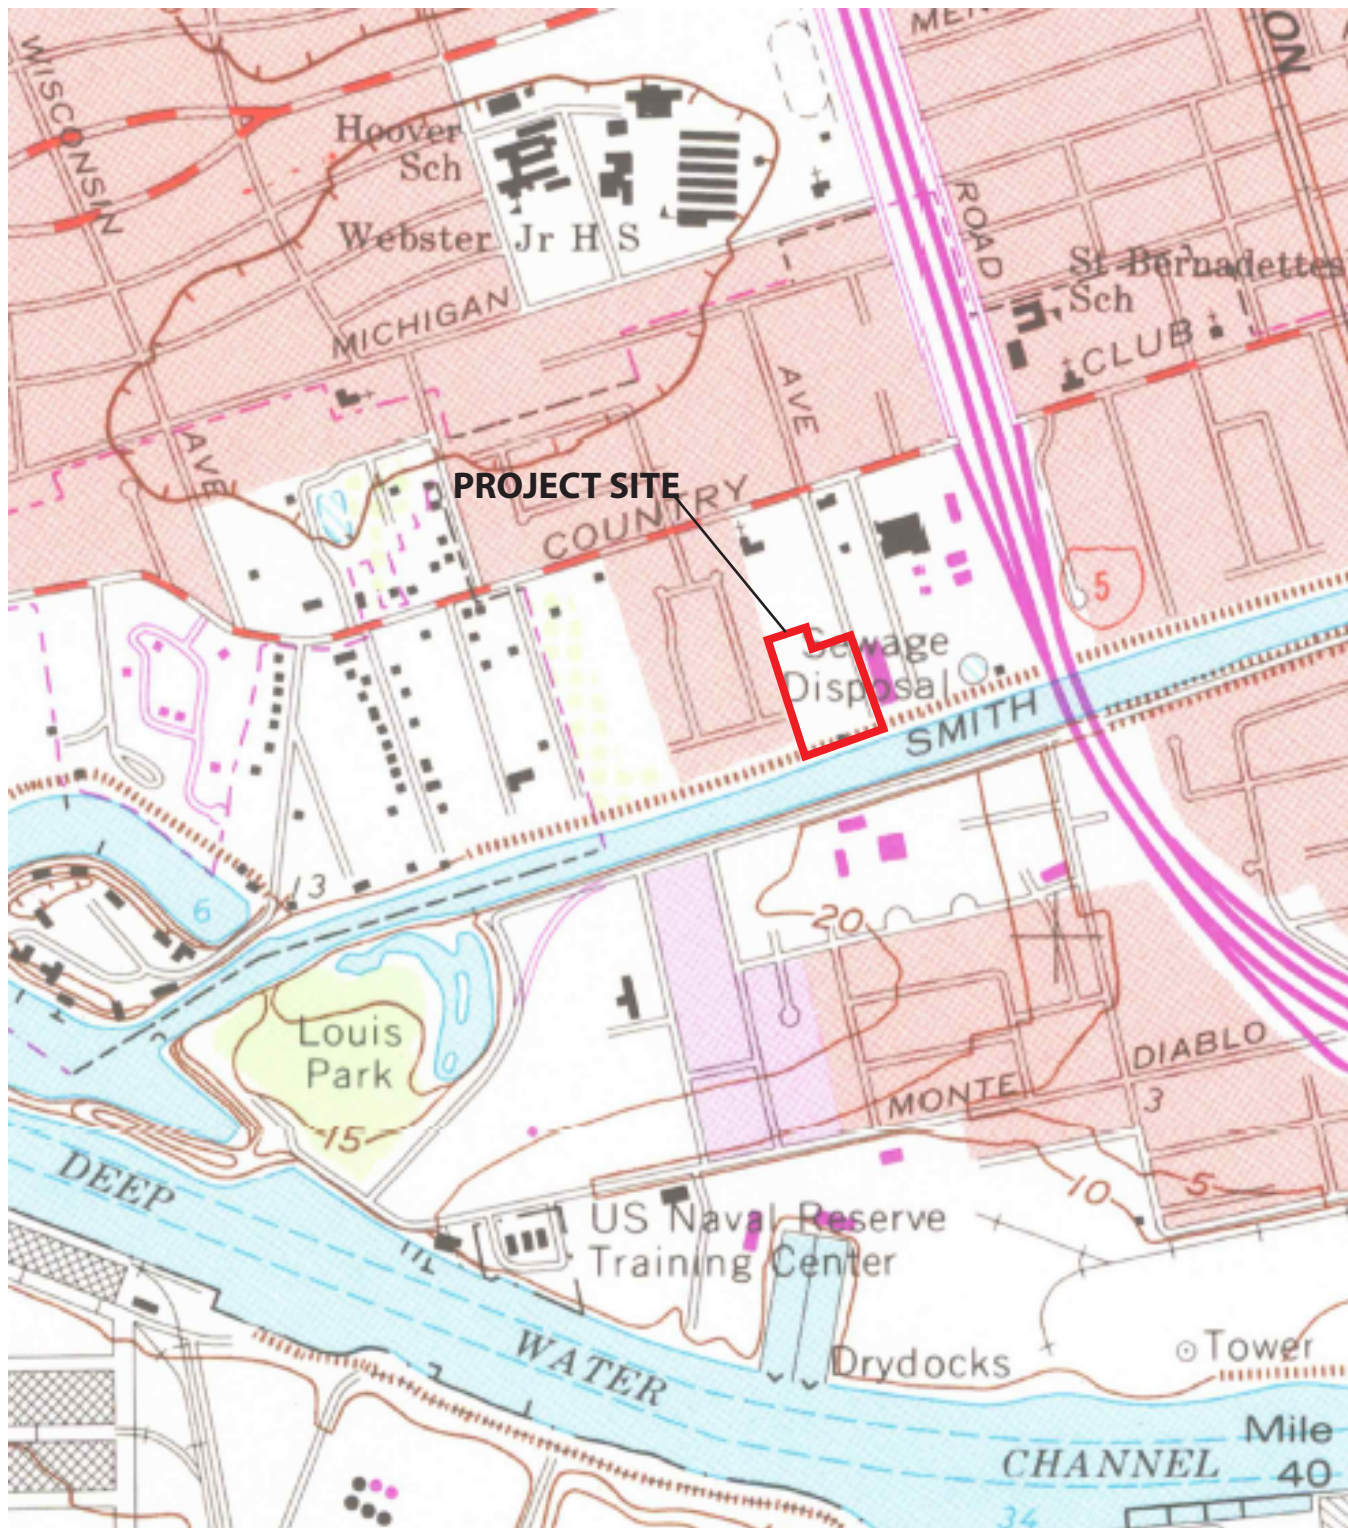 MEN
ON
WISCONSIN
Hoover
Sch
Webster Jr H S
ROAD
St Bernadettes
Sch
MICHIGAN
CLUB
AVE
AVE
PROJECT SITE
COUNTRY
5
Sewage
Disposal
SMITH
13
6
20
Louis
Park
DIABLO
MONTE
3
15
DEEP
10
5
US Naval Reserve
Training Center
WATER
Drydocks
Tower
Mile
40
CHANNEL
34